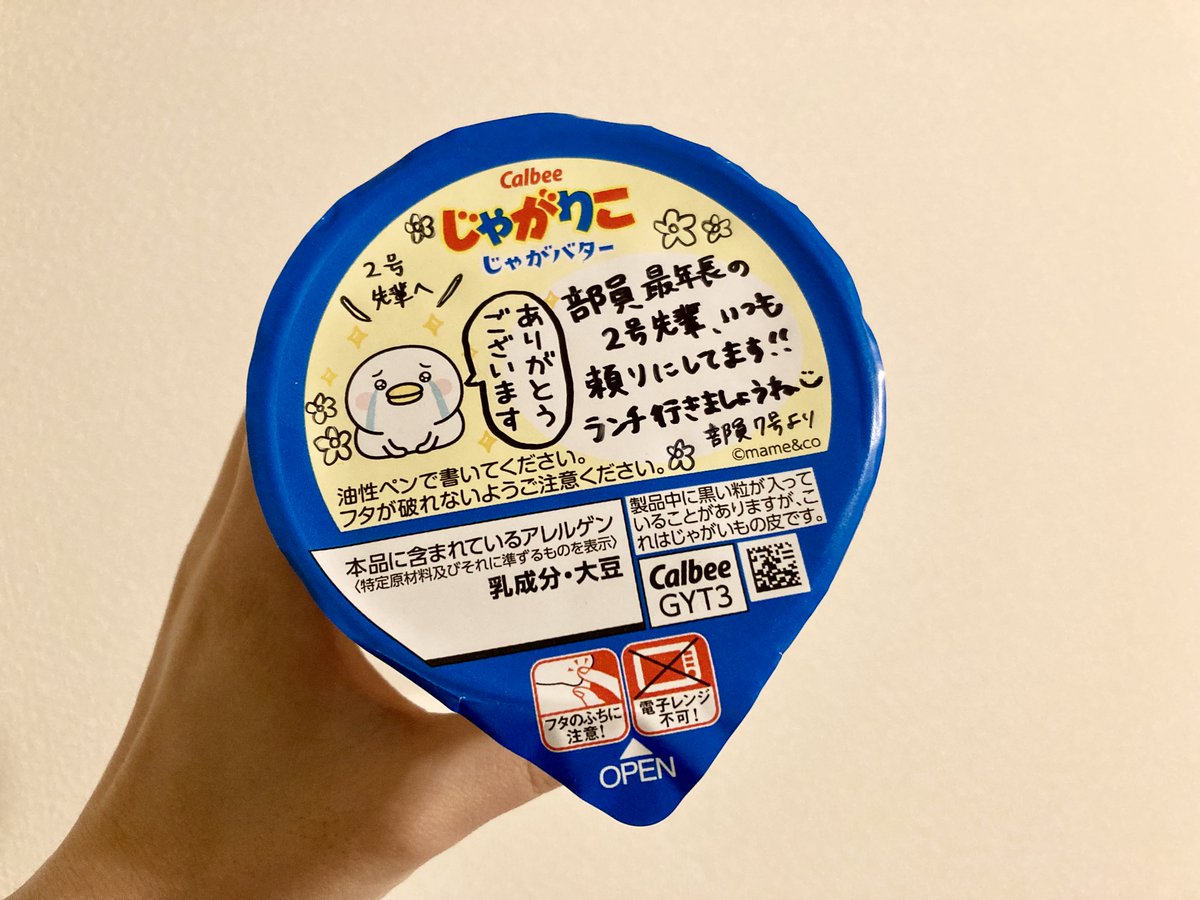 Calbee
じゃがりこ
じゃがバター
2号
先輩へ
ありがとう
ございます
部員最年長の
2号先輩、いつも
頼りにしてます!!
ランチ行きましょうね
部員7号より
©mame&co
油性ペンで書いてください。
フタが破れないようご注意ください。
製品中に黒い粒が入って
いることがありますが、こ
れはじゃがいもの皮です。
本品に含まれているアレルゲン
〈特定原材料及びそれに準ずるものを表示〉
乳成分・大豆
Calbee
GYT3
フタのふちに
注意!
電子レンジ
不可!
OPEN